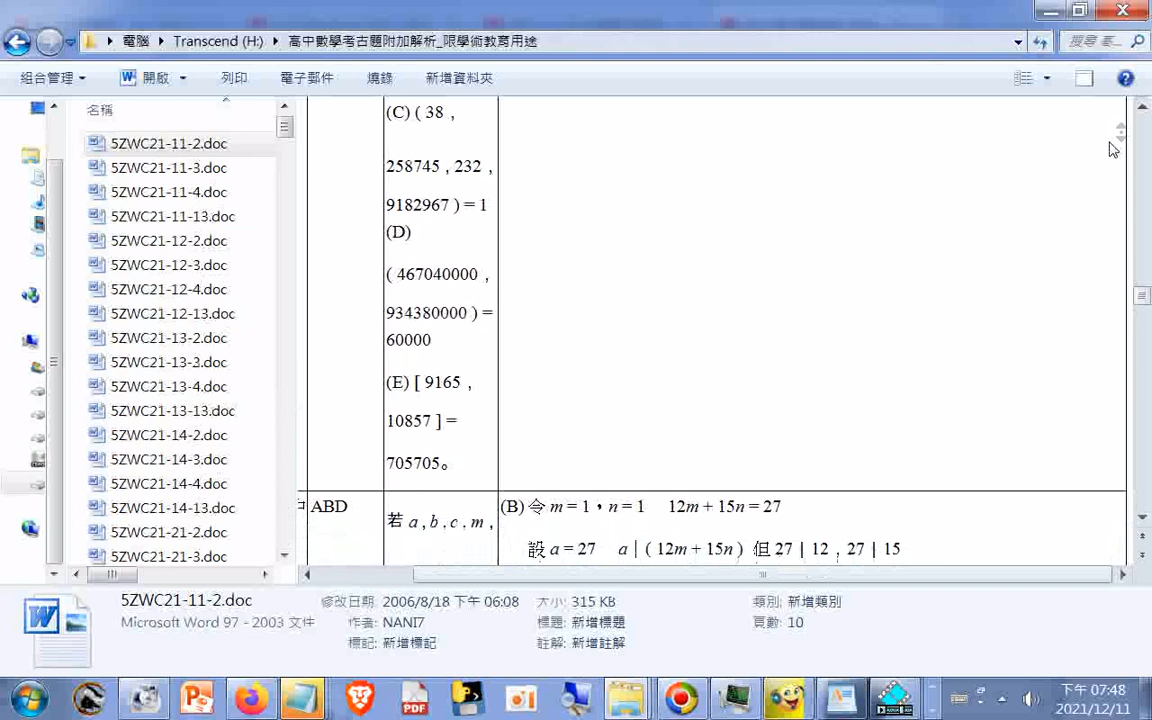 電腦 ▸ Transcend (H:) ▸ 高中數學考古題附加解析_限學術教育用途
搜尋 高...
組合管理 開啟 列印 電子郵件 燒錄 新增資料夾
名稱
5ZWC21-11-2.doc
5ZWC21-11-3.doc
5ZWC21-11-4.doc
5ZWC21-11-13.doc
5ZWC21-12-2.doc
5ZWC21-12-3.doc
5ZWC21-12-4.doc
5ZWC21-12-13.doc
5ZWC21-13-2.doc
5ZWC21-13-3.doc
5ZWC21-13-4.doc
5ZWC21-13-13.doc
5ZWC21-14-2.doc
5ZWC21-14-3.doc
5ZWC21-14-4.doc
5ZWC21-14-13.doc
5ZWC21-21-2.doc
5ZWC21-21-3.doc
(C) ( 38 ,
258745 , 232 ,
9182967 ) = 1
(D)
( 467040000 ,
934380000 ) =
60000
(E) [ 9165 ,
10857 ] =
705705。
中 ABD
若 a , b , c , m ,
(B) 令 m = 1，n = 1 12m + 15n = 27
設 a = 27 a | ( 12m + 15n ) 但 27 | 12 , 27 | 15
5ZWC21-11-2.doc 修改日期: 2006/8/18 下午 06:08 大小: 315 KB 類別: 新增類別
Microsoft Word 97 - 2003 文件 作者: NANI7 標題: 新增標題 頁數: 10
標記: 新增標記 註解: 新增註解
PDF
下午 07:48
2021/12/11